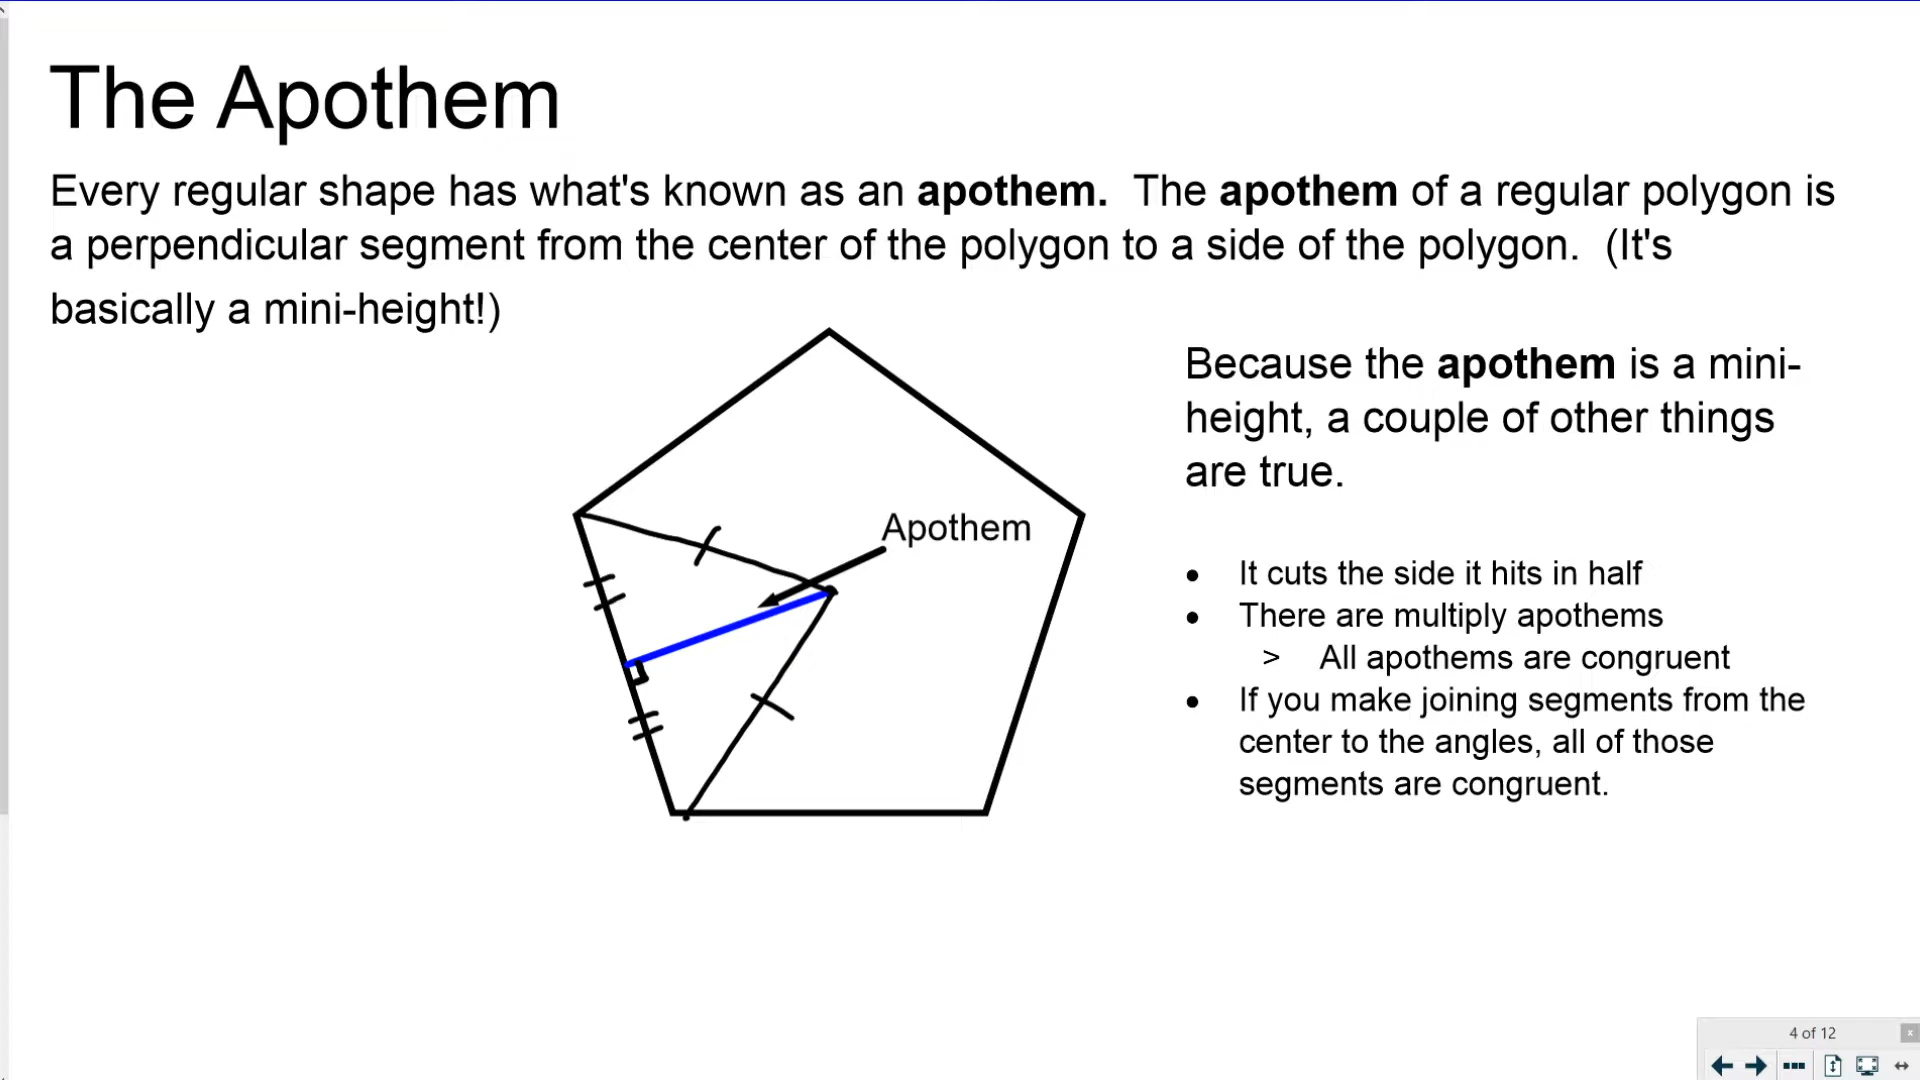 The Apothem
Every regular shape has what's known as an apothem. The apothem of a regular polygon is
a perpendicular segment from the center of the polygon to a side of the polygon. (It's
basically a mini-height!)
Because the apothem is a mini-
height, a couple of other things
are true.
Apothem
• It cuts the side it hits in half
• There are multiply apothems
> All apothems are congruent
• If you make joining segments from the
center to the angles, all of those
segments are congruent.
4 of 12